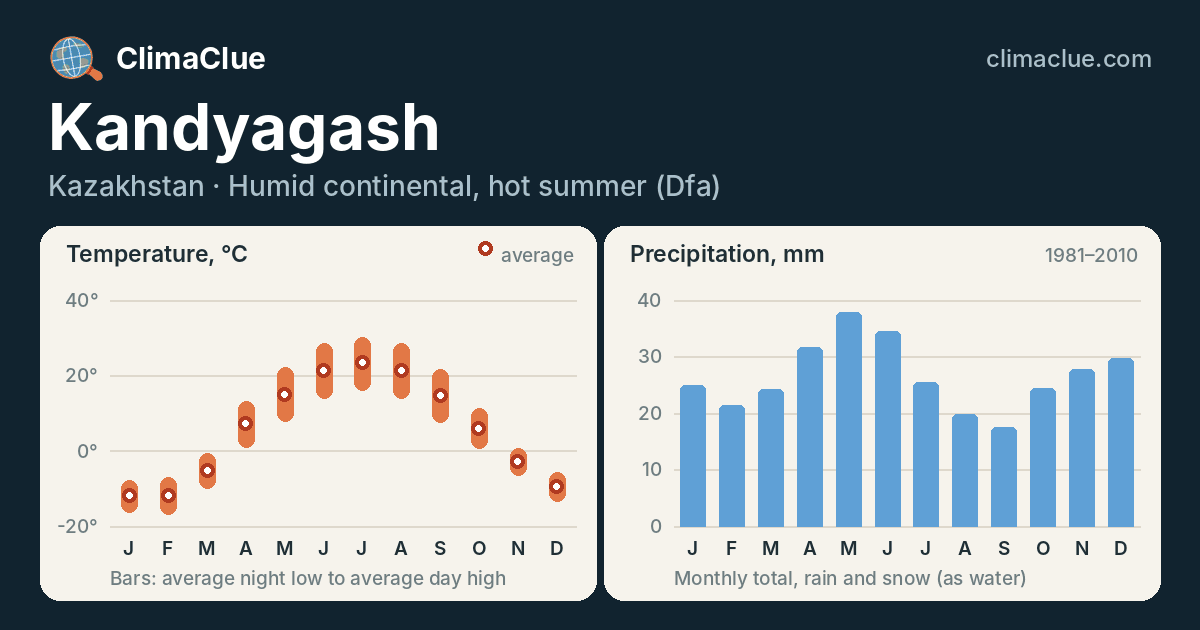 ClimaClue
climaclue.com
Kandyagash
Kazakhstan · Humid continental, hot summer (Dfa)
Temperature, °C
average
40°
20°
0°
-20°
J F M A M J J A S O N D
Bars: average night low to average day high
Precipitation, mm
1981–2010
40
30
20
10
0
J F M A M J J A S O N D
Monthly total, rain and snow (as water)